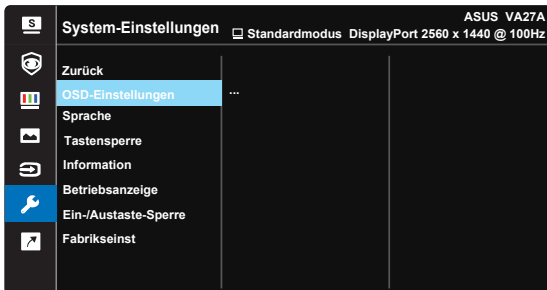 S
System-Einstellungen
ASUS VA27A
Standardmodus DisplayPort 2560 x 1440 @ 100Hz
Zurück
OSD-Einstellungen ...
Sprache
Tastensperre
Information
Betriebsanzeige
Ein-/Austaste-Sperre
Fabrikseinst